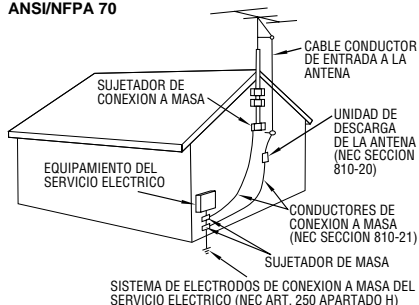 ANSI/NFPA 70
CABLE CONDUCTOR
DE ENTRADA A LA
ANTENA
SUJETADOR DE
CONEXION A MASA
UNIDAD DE
DESCARGA
DE LA ANTENA
(NEC SECCION
810-20)
EQUIPAMIENTO DEL
SERVICIO ELECTRICO
CONDUCTORES DE
CONEXION A MASA
(NEC SECCION 810-21)
SUJETADOR DE MASA
SISTEMA DE ELECTRODOS DE CONEXION A MASA DEL
SERVICIO ELECTRICO (NEC ART. 250 APARTADO H)